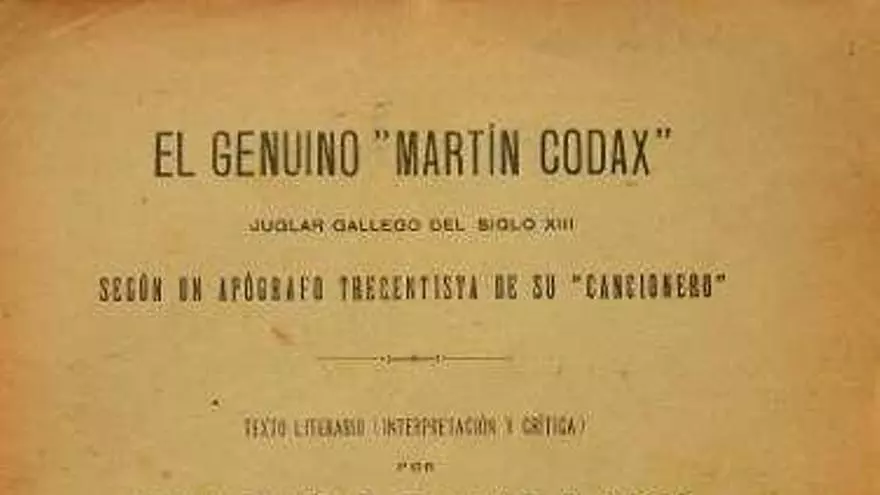 EL GENUINO "MARTÍN CODAX"
JUGLAR GALLEGO DEL SIGLO XIII
SEGÚN UN APÓGRAFO TRECENTISTA DE SU "CANCIONERO"
TEXTO LITERARIO (INTERPRETACIÓN Y CRÍTICA)
POR